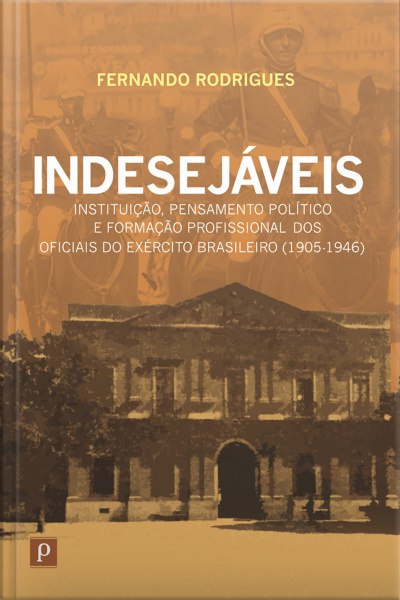 FERNANDO RODRIGUES
INDESEJÁVEIS
INSTITUIÇÃO, PENSAMENTO POLÍTICO
E FORMAÇÃO PROFISSIONAL DOS
OFICIAIS DO EXÉRCITO BRASILEIRO (1905-1946)
p